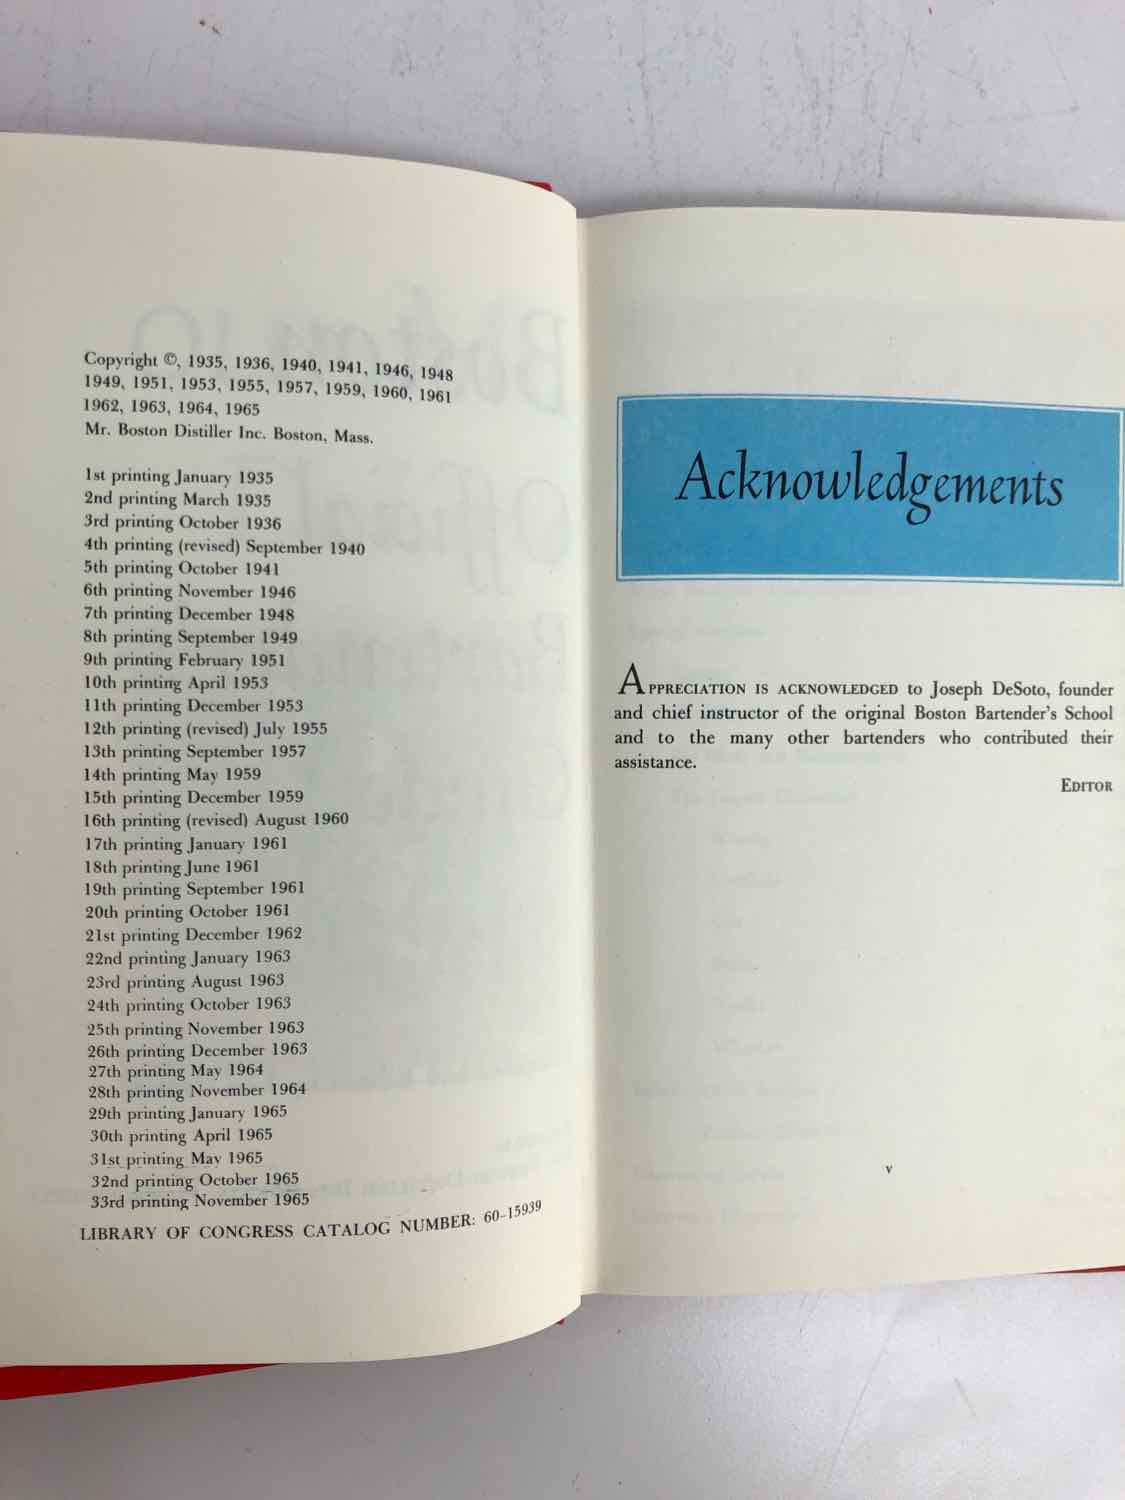 Copyright ©, 1935, 1936, 1940, 1941, 1946, 1948
1949, 1951, 1953, 1955, 1957, 1959, 1960, 1961
1962, 1963, 1964, 1965
Mr. Boston Distiller Inc. Boston, Mass.
1st printing January 1935
2nd printing March 1935
3rd printing October 1936
4th printing (revised) September 1940
5th printing October 1941
6th printing November 1946
7th printing December 1948
8th printing September 1949
9th printing February 1951
10th printing April 1953
11th printing December 1953
12th printing (revised) July 1955
13th printing September 1957
14th printing May 1959
15th printing December 1959
16th printing (revised) August 1960
17th printing January 1961
18th printing June 1961
19th printing September 1961
20th printing October 1961
21st printing December 1962
22nd printing January 1963
23rd printing August 1963
24th printing October 1963
25th printing November 1963
26th printing December 1963
27th printing May 1964
28th printing November 1964
29th printing January 1965
30th printing April 1965
31st printing May 1965
32nd printing October 1965
33rd printing November 1965
LIBRARY OF CONGRESS CATALOG NUMBER: 60-15939
Acknowledgements
APPRECIATION IS ACKNOWLEDGED to Joseph DeSoto, founder
and chief instructor of the original Boston Bartender's School
and to the many other bartenders who contributed their
assistance.
EDITOR
v